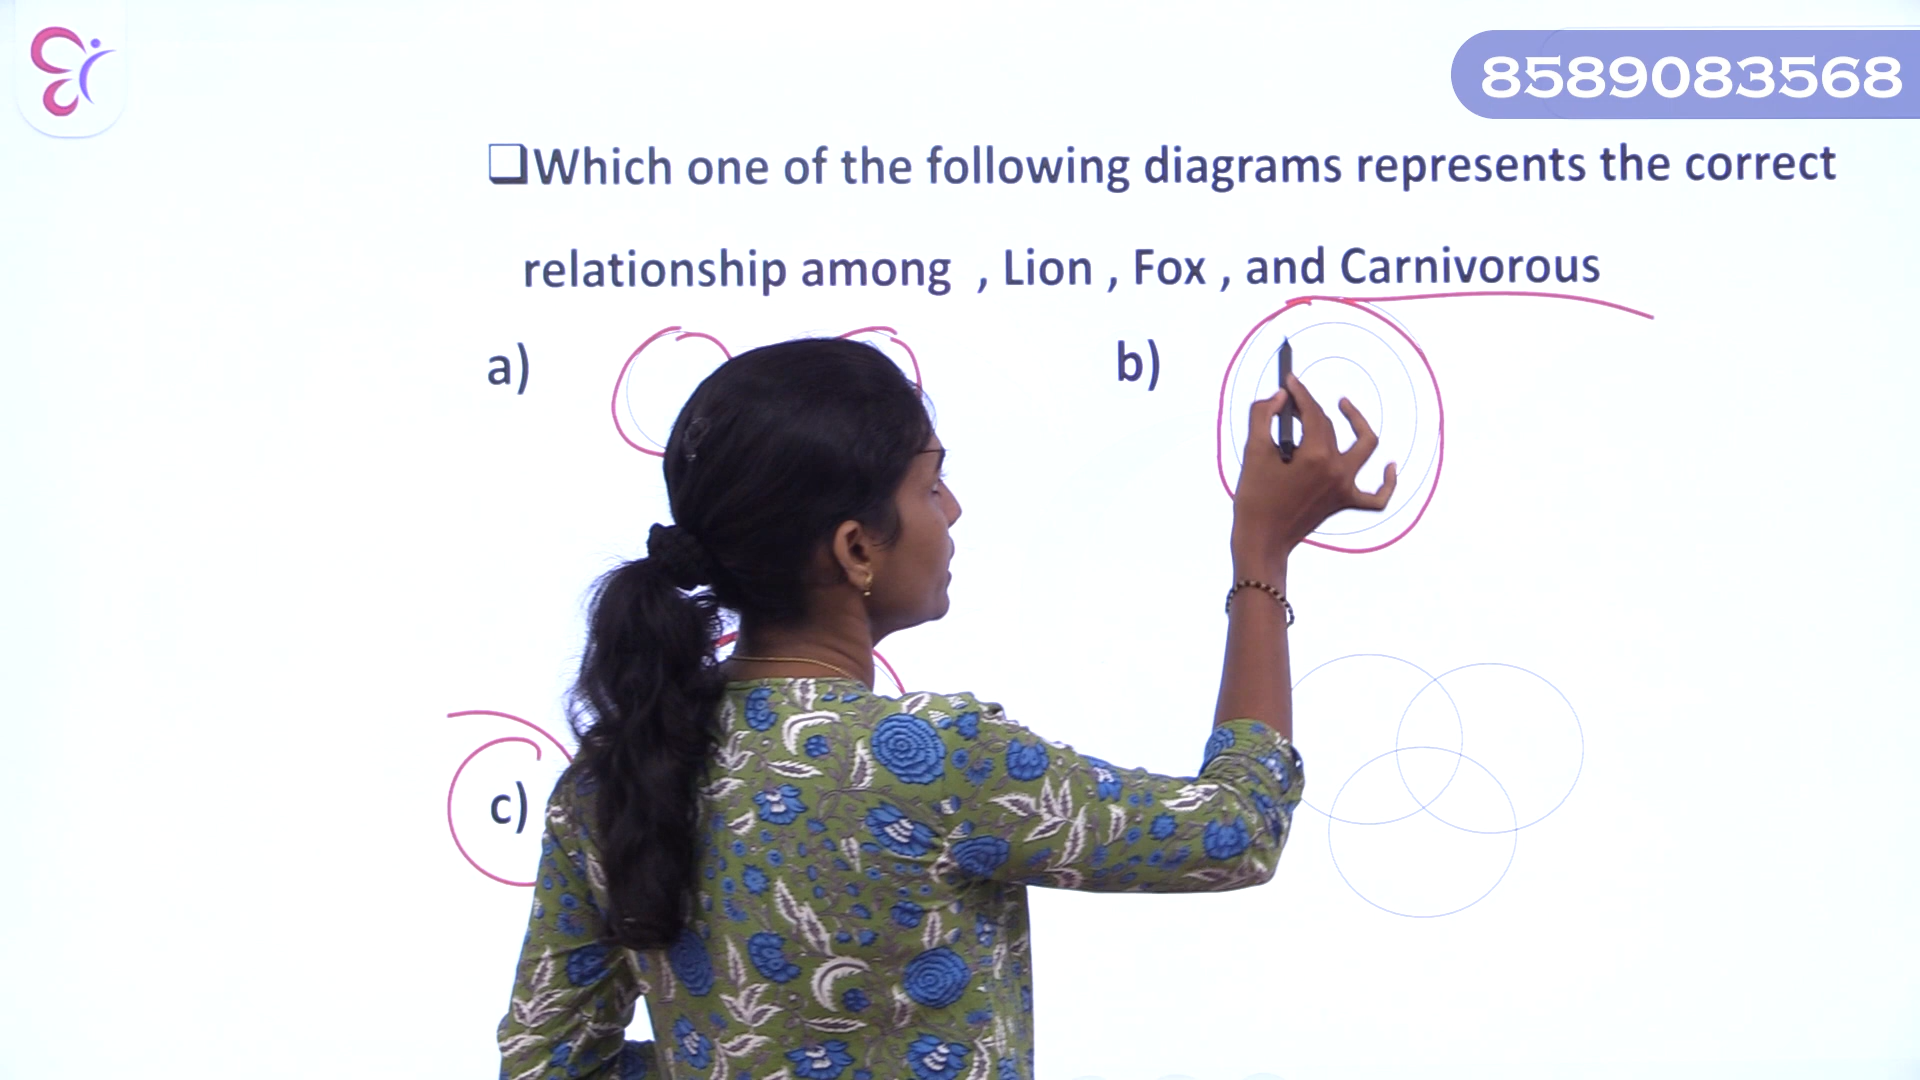 8589083568
❑Which one of the following diagrams represents the correct
relationship among , Lion , Fox , and Carnivorous
a)
b)
c)